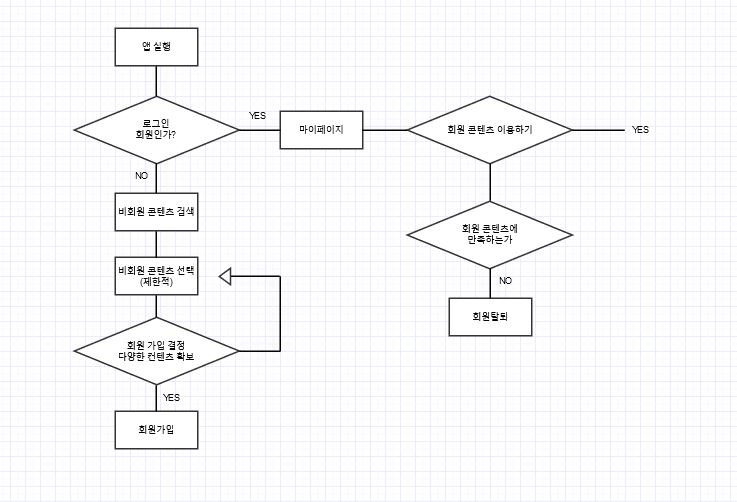 앱 실행
로그인
회원인가?
YES
마이페이지
회원 콘텐츠 이용하기
YES
NO
비회원 콘텐츠 검색
회원 콘텐츠에
만족하는가
비회원 콘텐츠 선택
(제한적)
NO
회원탈퇴
회원 가입 결정
다양한 컨텐츠 확보
YES
회원가입